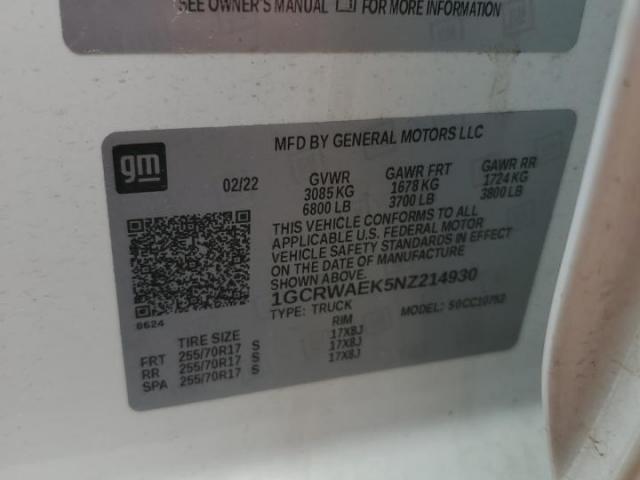 SEE OWNER'S MANUAL FOR MORE INFORMATION
MFD BY GENERAL MOTORS LLC
gm
02/22
GVWR
3085 KG
6800 LB
GAWR FRT
1678 KG
3700 LB
GAWR RR
1724 KG
3800 LB
THIS VEHICLE CONFORMS TO ALL
APPLICABLE U.S. FEDERAL MOTOR
VEHICLE SAFETY STANDARDS IN EFFECT
ON THE DATE OF MANUFACTURE
SHOWN ABOVE.
1GCRWAEK5NZ214930
TYPE: TRUCK MODEL:
0624
TIRE SIZE RIM
FRT 255/70R17 S 17X8J
RR 255/70R17 S 17X8J
SPA 255/70R17 S 17X8J